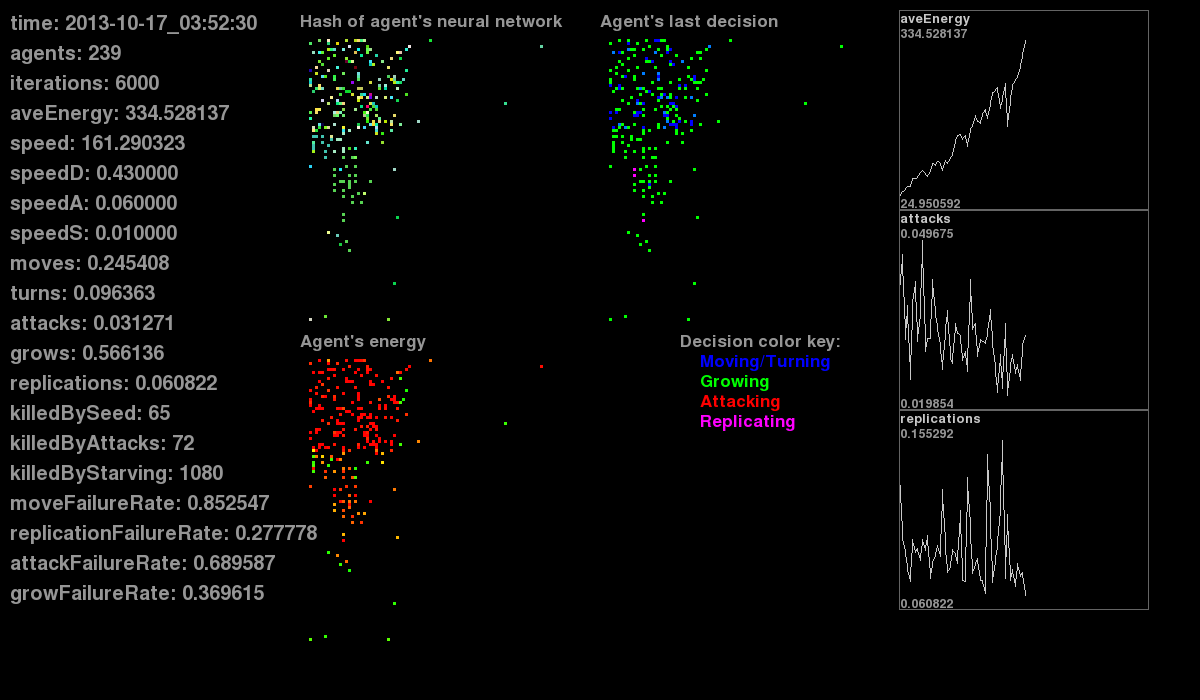 time: 2013-10-17_03:52:30
agents: 239
iterations: 6000
aveEnergy: 334.528137
speed: 161.290323
speedD: 0.430000
speedA: 0.060000
speedS: 0.010000
moves: 0.245408
turns: 0.096363
attacks: 0.031271
grows: 0.566136
replications: 0.060822
killedBySeed: 65
killedByAttacks: 72
killedByStarving: 1080
moveFailureRate: 0.852547
replicationFailureRate: 0.277778
attackFailureRate: 0.689587
growFailureRate: 0.369615
Hash of agent's neural network
Agent's last decision
Agent's energy
Decision color key:
Moving/Turning
Growing
Attacking
Replicating
aveEnergy
334.528137
24.950592
attacks
0.049675
0.019854
replications
0.155292
0.060822